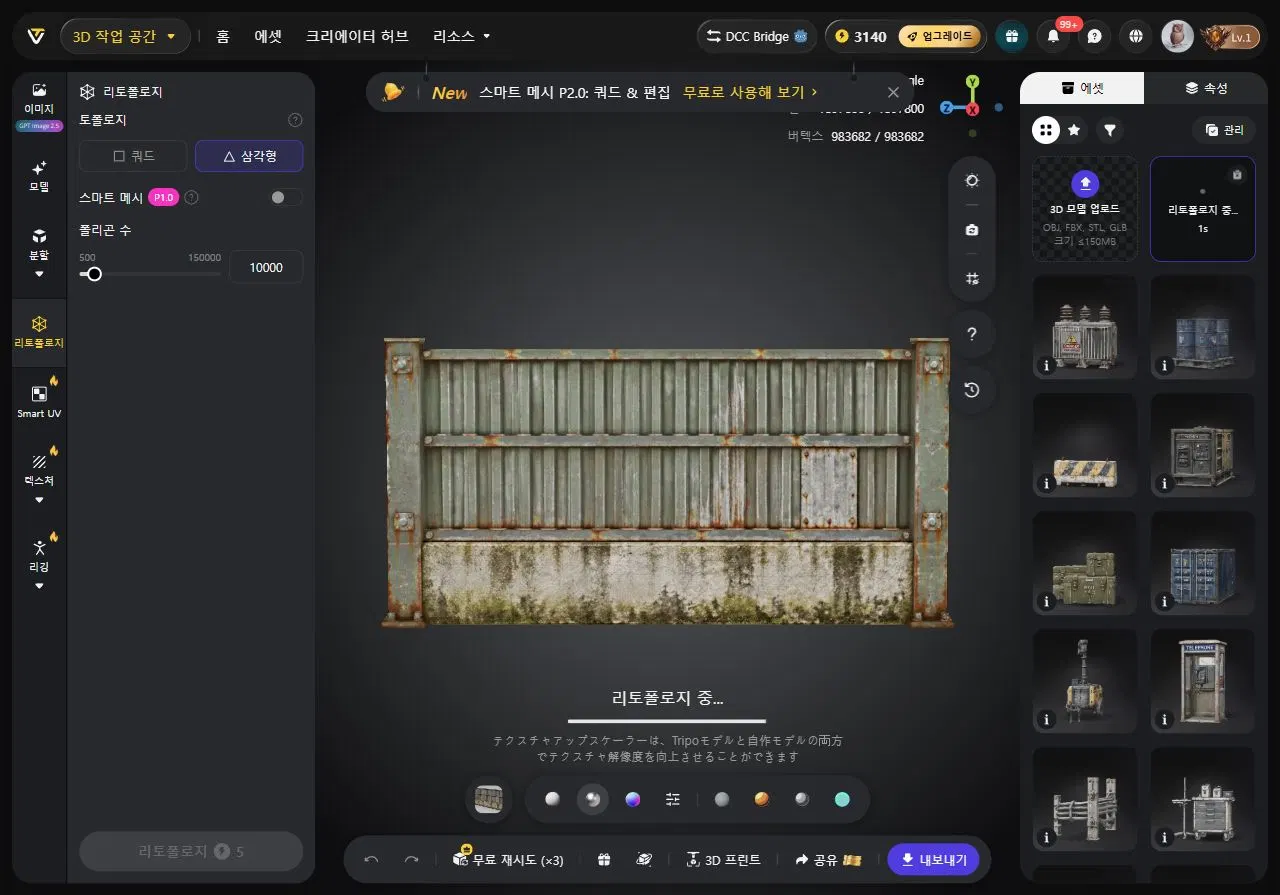 3D 작업 공간
홈
에셋
크리에이터 허브
리소스
DCC Bridge
3140
업그레이드
99+
Lv.1
이미지
GPT Image 2.5
모델
분할
리토폴로지
Smart UV
텍스처
리깅
리토폴로지
토폴로지
쿼드
삼각형
스마트 메시 P1.0
폴리곤 수
500
150000
10000
리토폴로지 5
New 스마트 메시 P2.0: 쿼드 & 편집 무료로 사용해 보기 ›
버텍스 983682 / 983682
Y
Z
X
TELEPHONE
리토폴로지 중...
テクスチャアップスケーラーは、Tripoモデルと自作モデルの両方
でテクスチャ解像度を向上させることができます
무료 재시도 (×3)
3D 프린트
공유
내보내기
에셋
속성
관리
3D 모델 업로드
OBJ, FBX, STL, GLB
크기 ≤150MB
리토폴로지 중...
1s